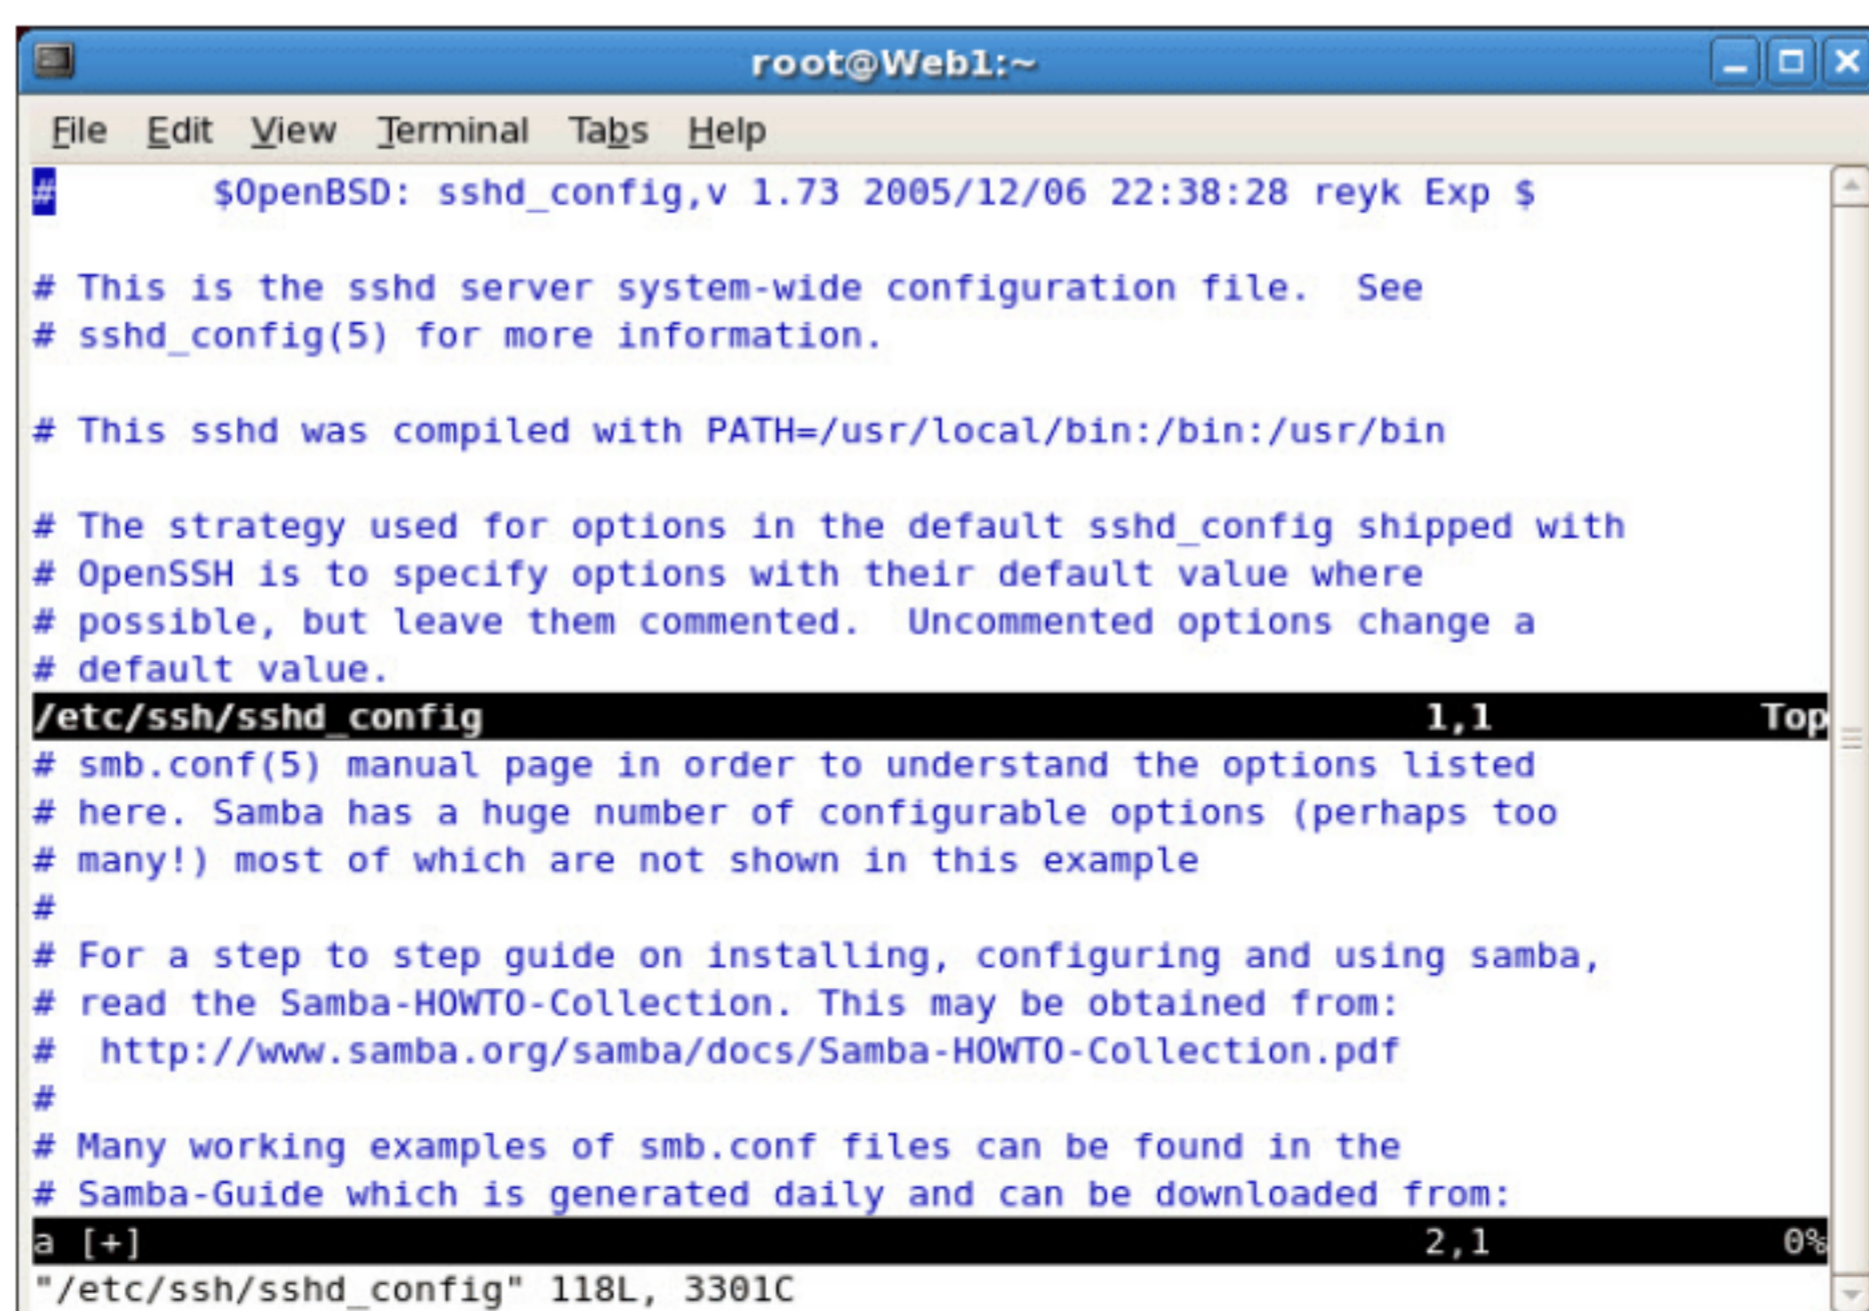 root@Web1:~
File Edit View Terminal Tabs Help
# $OpenBSD: sshd_config,v 1.73 2005/12/06 22:38:28 reyk Exp $
# This is the sshd server system-wide configuration file.  See
# sshd_config(5) for more information.
# This sshd was compiled with PATH=/usr/local/bin:/bin:/usr/bin
# The strategy used for options in the default sshd_config shipped with
# OpenSSH is to specify options with their default value where
# possible, but leave them commented.  Uncommented options change a
# default value.
/etc/ssh/sshd_config 1,1 Top
# smb.conf(5) manual page in order to understand the options listed
# here. Samba has a huge number of configurable options (perhaps too
# many!) most of which are not shown in this example
#
# For a step to step guide on installing, configuring and using samba,
# read the Samba-HOWTO-Collection. This may be obtained from:
#  http://www.samba.org/samba/docs/Samba-HOWTO-Collection.pdf
#
# Many working examples of smb.conf files can be found in the
# Samba-Guide which is generated daily and can be downloaded from:
a [+] 2,1 0%
"/etc/ssh/sshd_config" 118L, 3301C